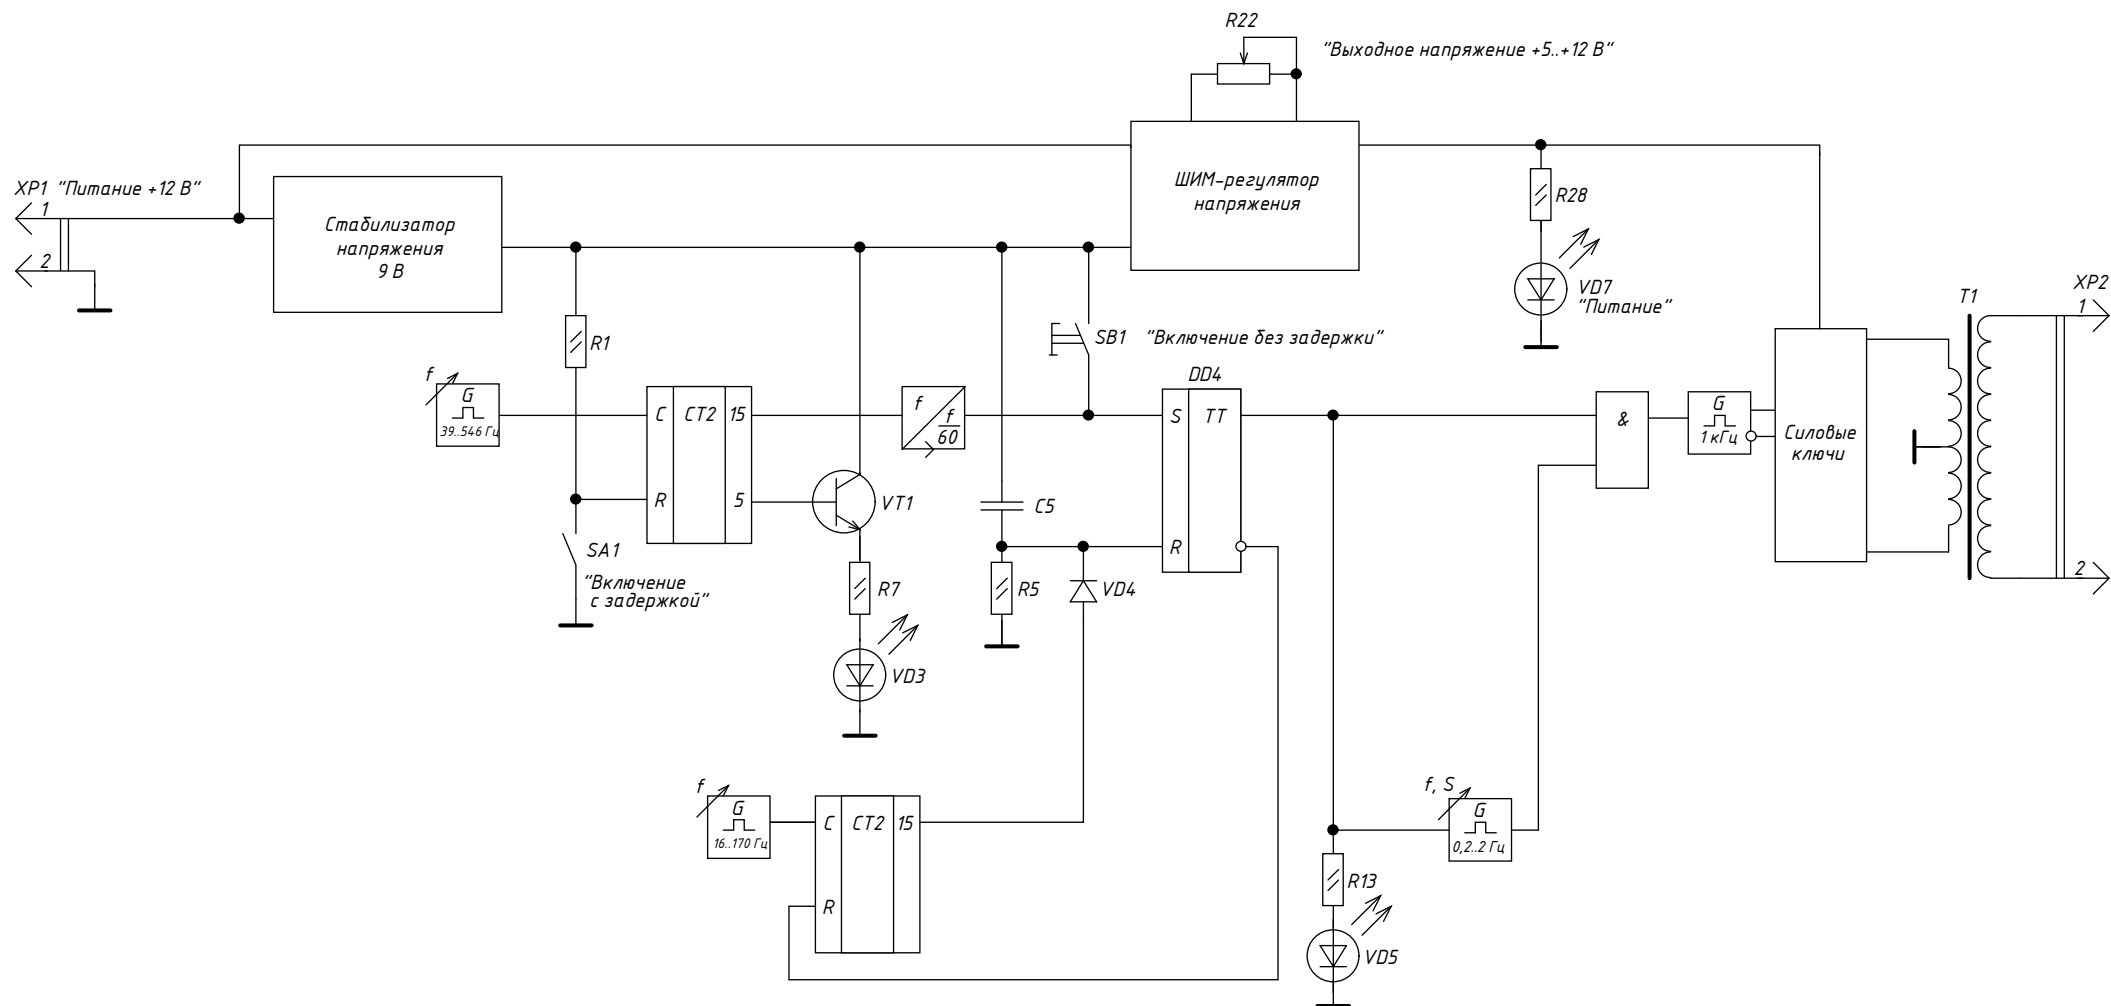 R22
"Выходное напряжение +5..+12 В"
XP1 "Питание +12 В"
1
2
Стабилизатор
напряжения
9 В
ШИМ-регулятор
напряжения
R28
VD7
"Питание"
T1
XP2
1
2
R1
SB1 "Включение без задержки"
f
G
39..546 Гц
C CT2 15
R 5
f
f
60
DD4
S TT
R
&
G
1 кГц
Силовые
ключи
VT1
C5
SA1
"Включение
с задержкой"
R7
R5
VD4
VD3
f
G
16..170 Гц
C CT2 15
R
f, S
G
0,2..2 Гц
R13
VD5